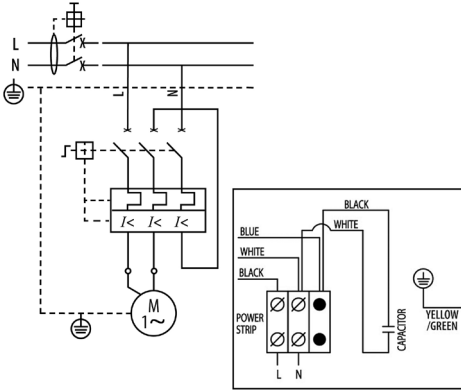 L
N
L
N
I< I< I<
M
1~
BLACK
WHITE
BLUE
WHITE
BLACK
POWER
STRIP
CAPACITOR
YELLOW
/GREEN
L N